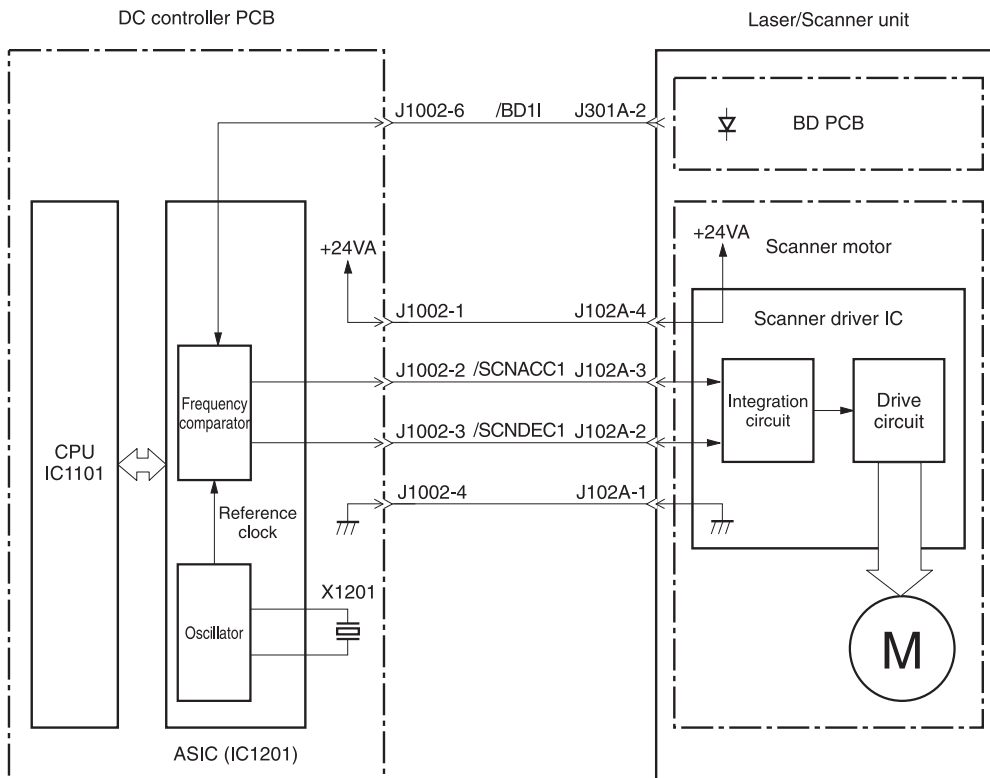 DC controller PCB
Laser/Scanner unit
J1002-6 /BD1I J301A-2
BD PCB
+24VA
+24VA
Scanner motor
J1002-1 J102A-4
Scanner driver IC
J1002-2 /SCNACC1 J102A-3
Frequency
comparator
Integration
circuit
Drive
circuit
J1002-3 /SCNDEC1 J102A-2
CPU
IC1101
J1002-4 J102A-1
Reference
clock
X1201
Oscillator
M
ASIC (IC1201)